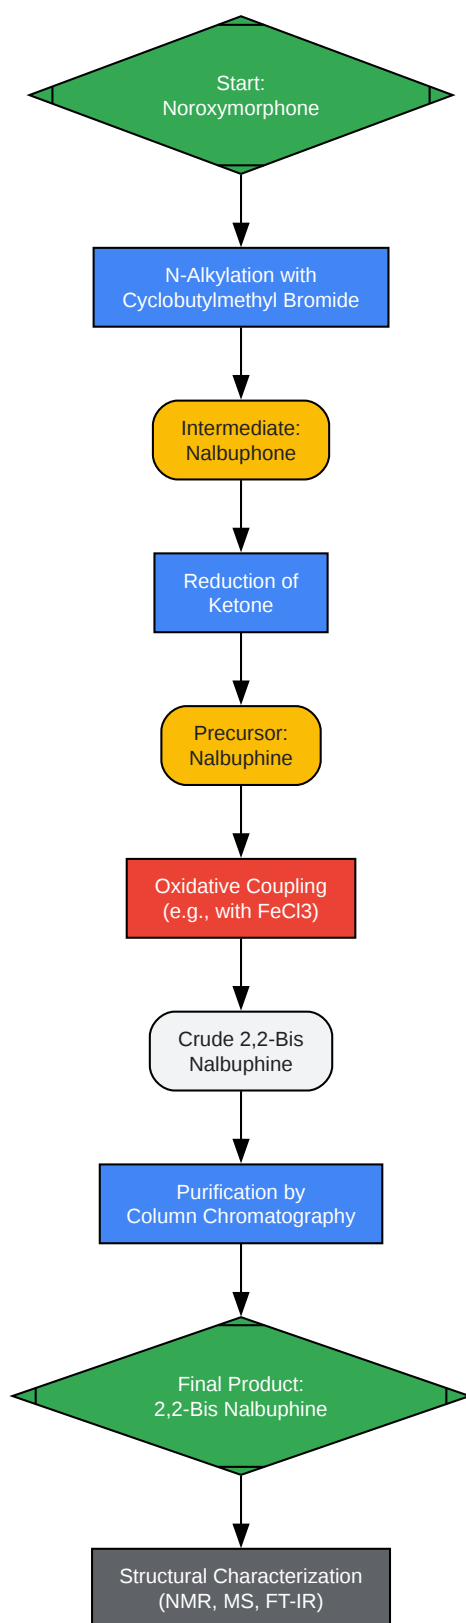 Start:
Noroxymorphone
N-Alkylation with
Cyclobutylmethyl Bromide
Intermediate:
Nalbuphone
Reduction of
Ketone
Precursor:
Nalbuphine
Oxidative Coupling
(e.g., with FeCl3)
Crude 2,2-Bis
Nalbuphine
Purification by
Column Chromatography
Final Product:
2,2-Bis Nalbuphine
Structural Characterization
(NMR, MS, FT-IR)